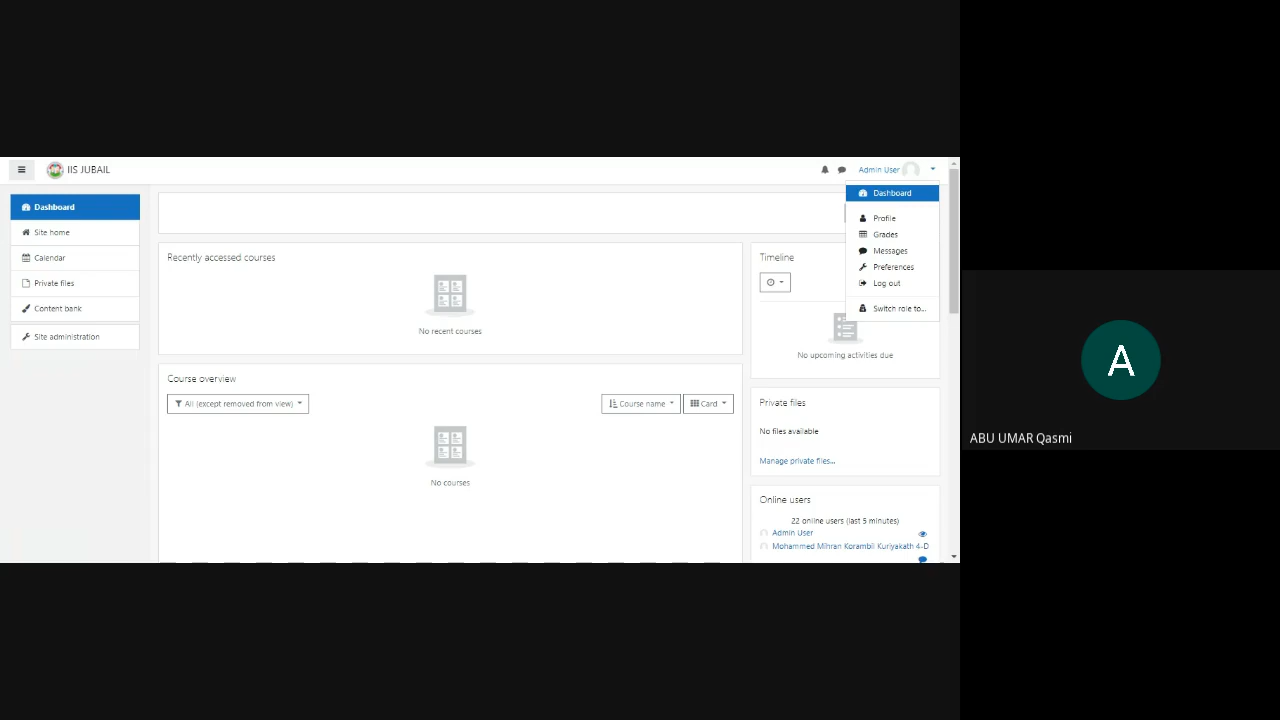 IIS JUBAIL
Admin User
Dashboard
Site home
Calendar
Private files
Content bank
Site administration
Dashboard
Profile
Grades
Messages
Preferences
Log out
Switch role to...
Recently accessed courses
No recent courses
Timeline
No upcoming activities due
Course overview
All (except removed from view)
Course name
Card
No courses
Private files
No files available
Manage private files...
Online users
22 online users (last 5 minutes)
Admin User
Mohammed Mihran Korambil Kuriyakath 4-D
A
ABU UMAR Qasmi